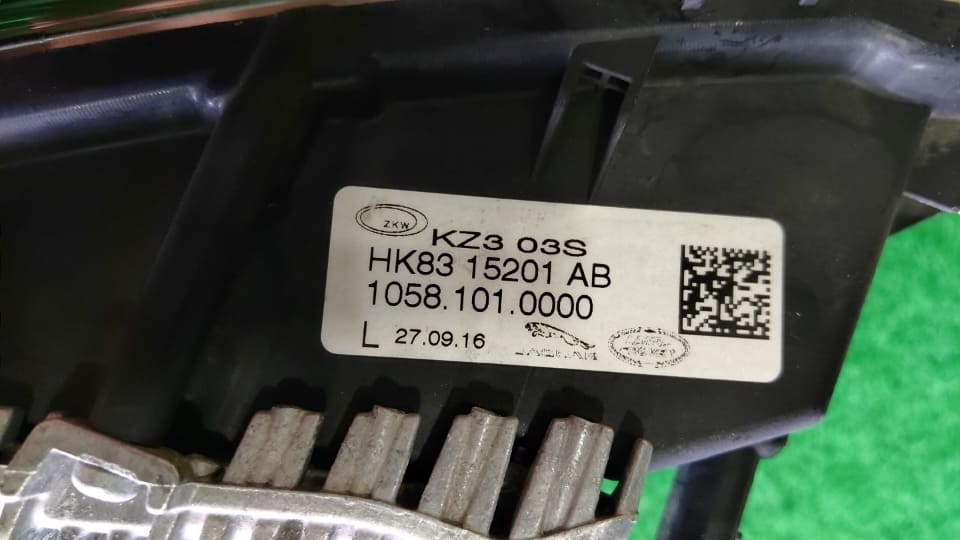 ZKW
KZ3 03S
HK83 15201 AB
1058.101.0000
L 27.09.16
JAGUAR